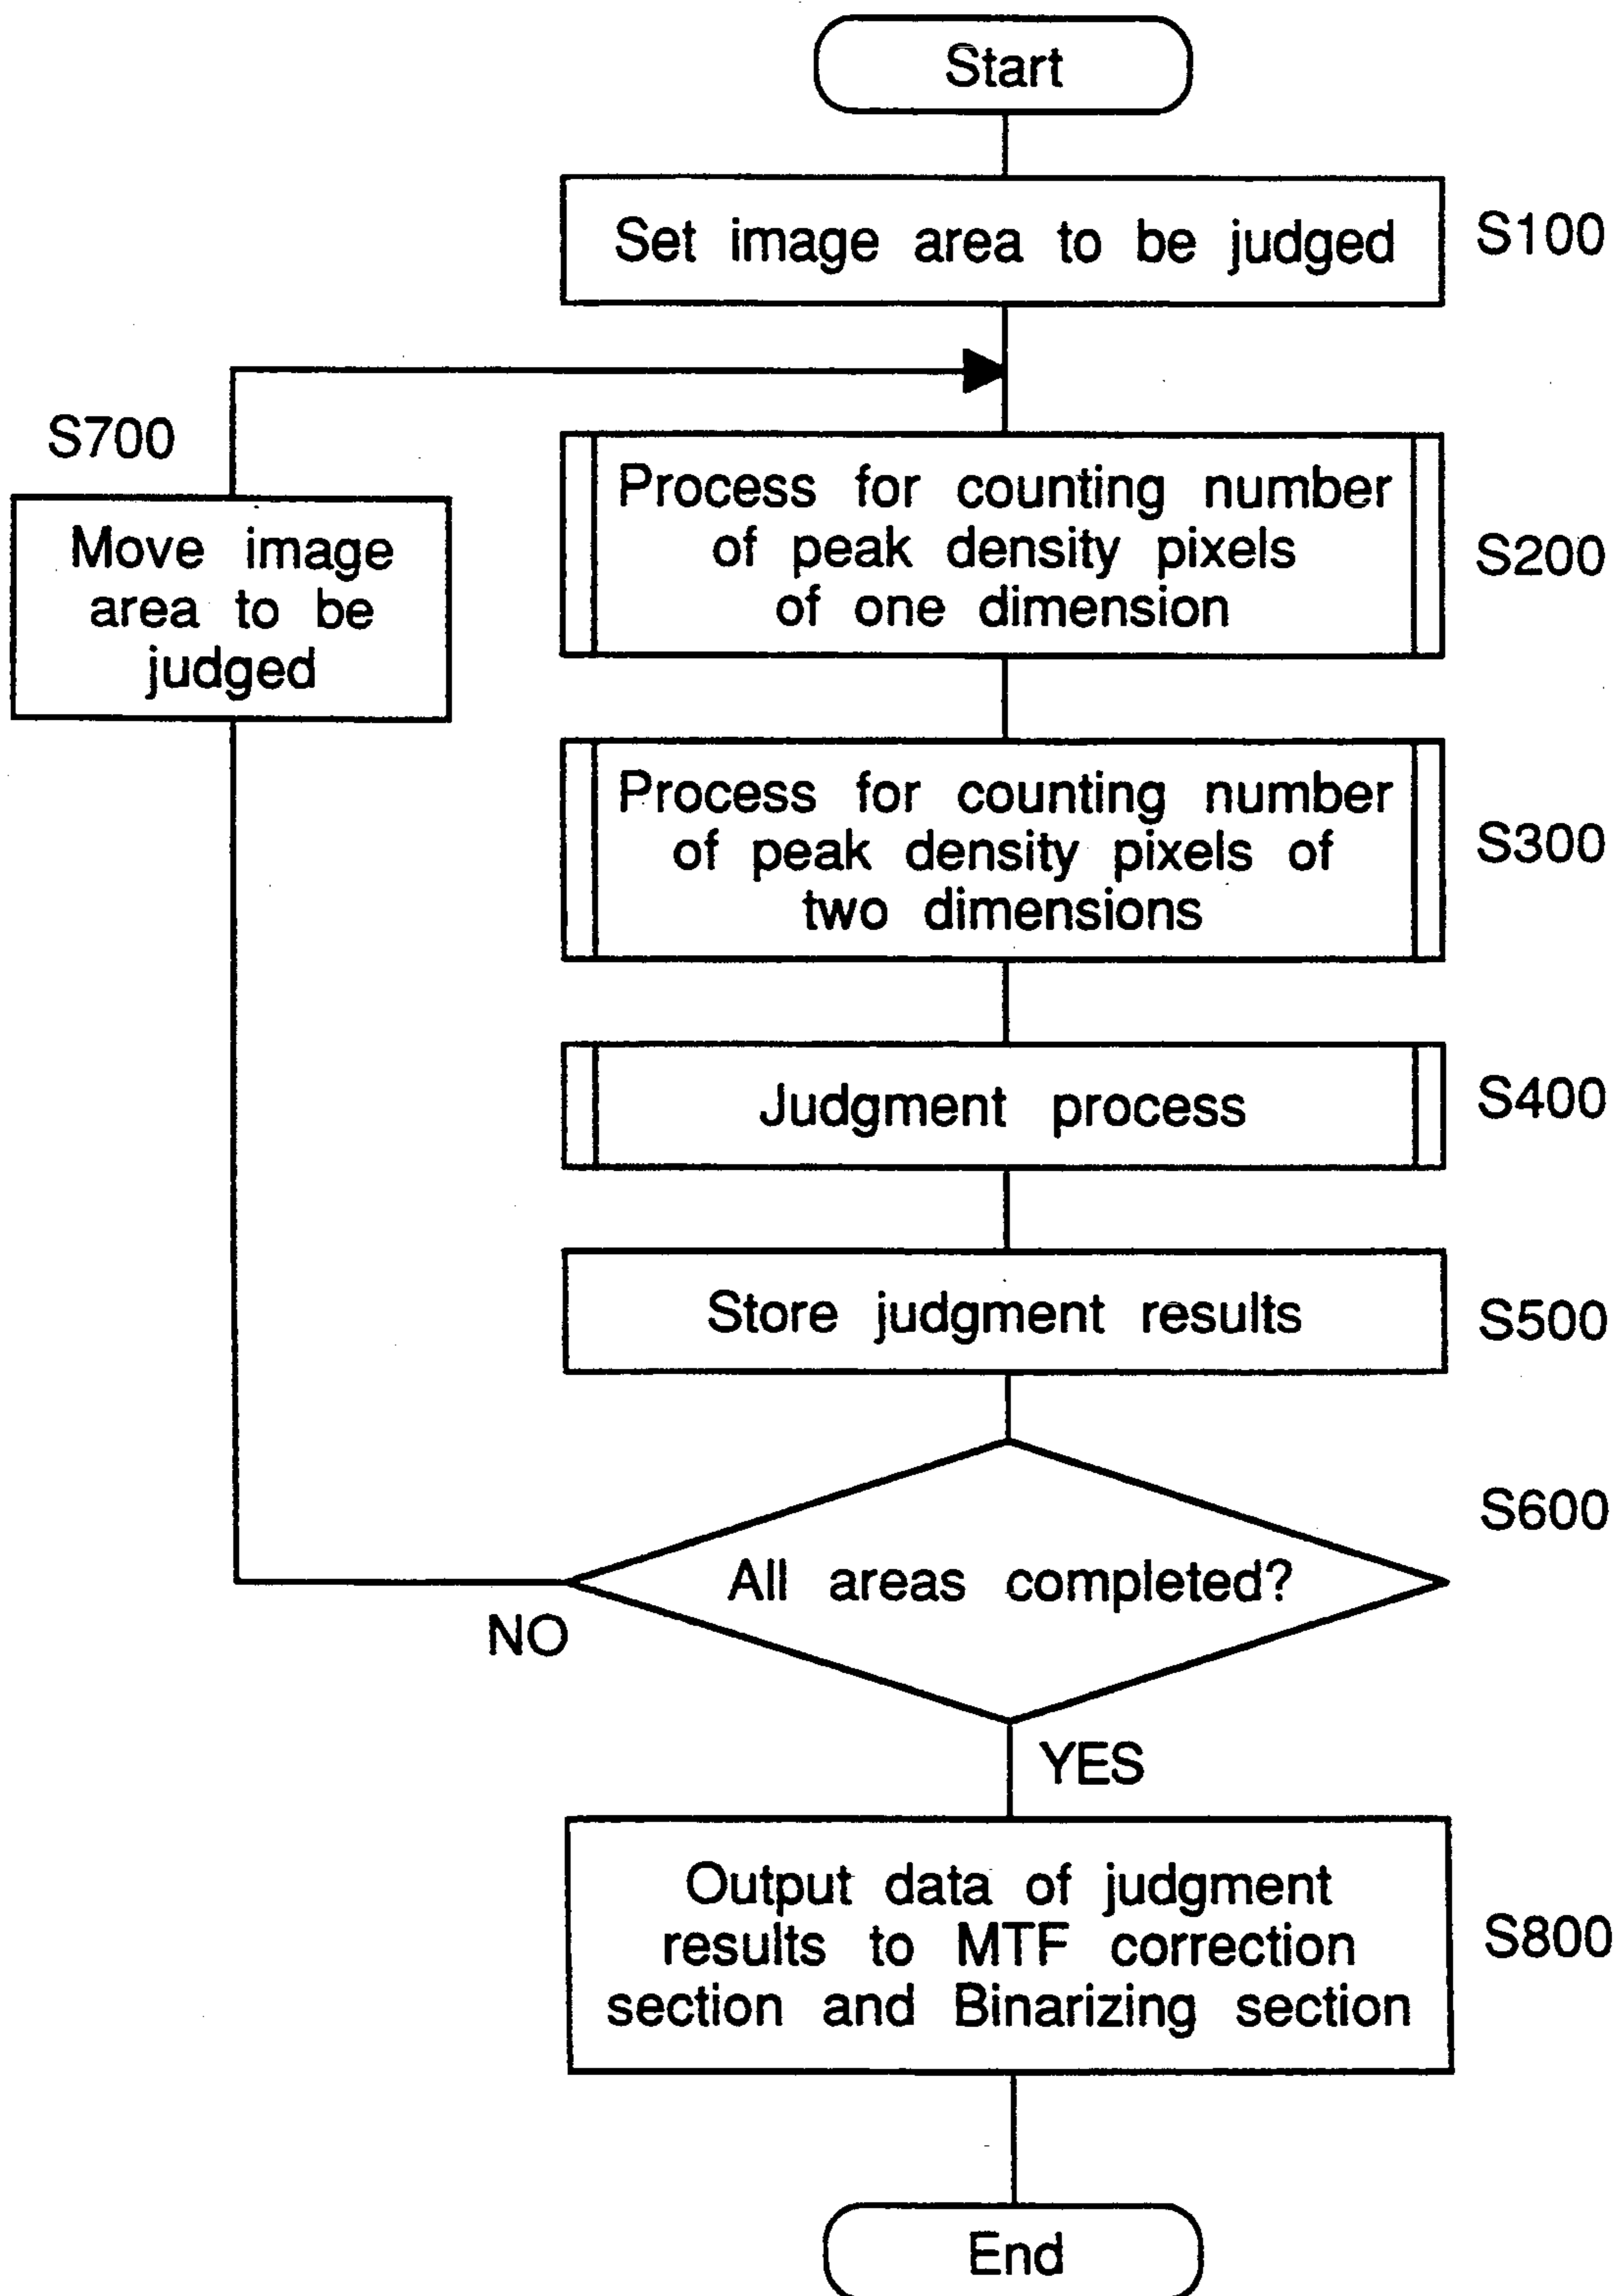 Start
Set image area to be judged
S100
S700
Move image
area to be
judged
Process for counting number
of peak density pixels
of one dimension
S200
Process for counting number
of peak density pixels of
two dimensions
S300
Judgment process
S400
Store judgment results
S500
S600
All areas completed?
NO
YES
Output data of judgment
results to MTF correction
section and Binarizing section
S800
End